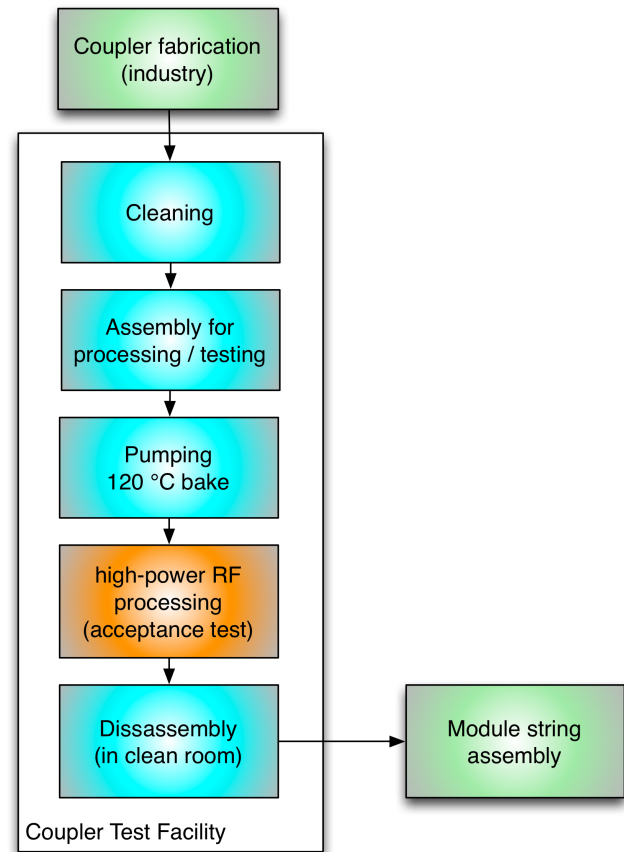 Coupler fabrication
(industry)
Cleaning
Assembly for
processing / testing
Pumping
120 °C bake
high-power RF
processing
(acceptance test)
Dissassembly
(in clean room)
Module string
assembly
Coupler Test Facility